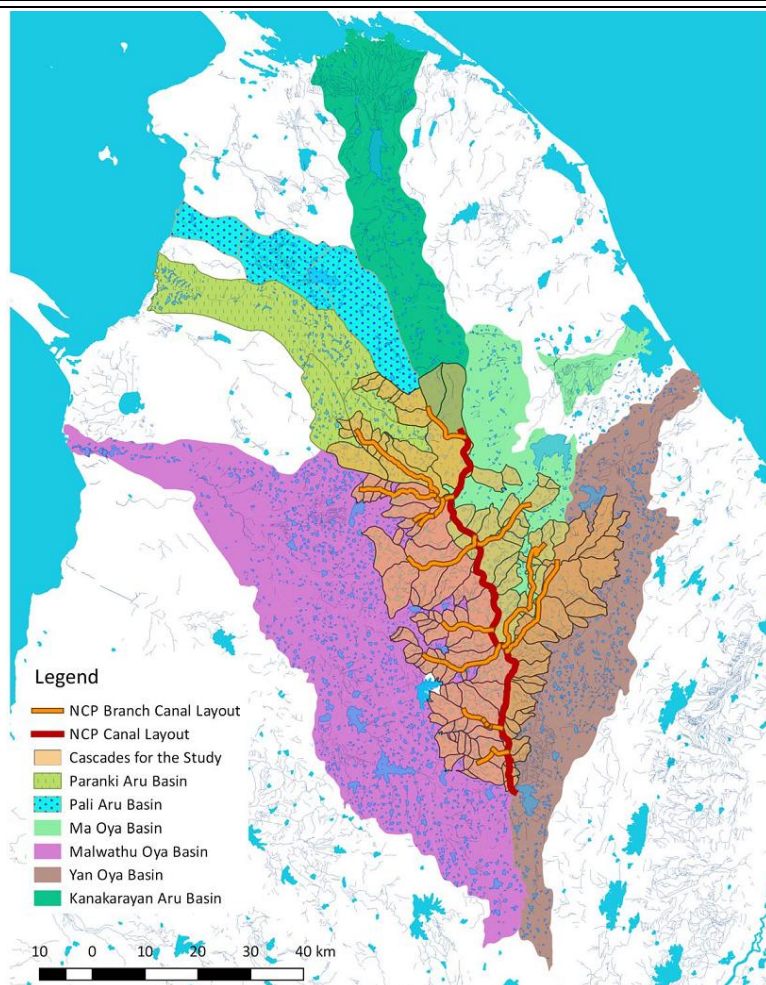 Legend
NCP Branch Canal Layout
NCP Canal Layout
Cascades for the Study
Paranki Aru Basin
Pali Aru Basin
Ma Oya Basin
Malwathu Oya Basin
Yan Oya Basin
Kanakarayan Aru Basin
10 0 10 20 30 40 km